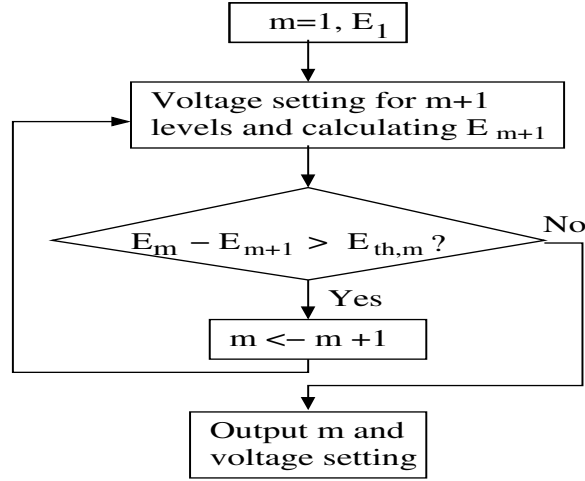 m=1, E₁
Voltage setting for m+1
levels and calculating E m+1
Eₘ − Eₘ₊₁ > E th,m ?
No
Yes
m <− m +1
Output m and
voltage setting